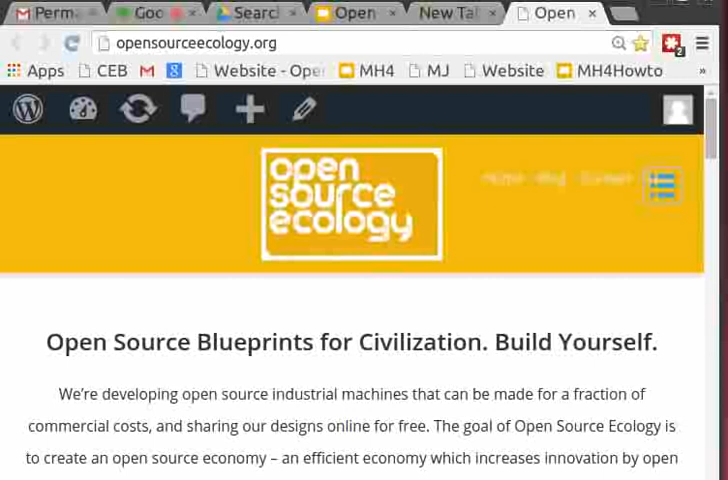 Perma
Goo
Searc
Open
New Tab
Open
opensourceecology.org
2
Apps
CEB
Website - Ope
MH4
MJ
Website
MH4Howto
»
open
source
ecology
Home Blog Contact
Open Source Blueprints for Civilization. Build Yourself.
We’re developing open source industrial machines that can be made for a fraction of
commercial costs, and sharing our designs online for free. The goal of Open Source Ecology is
to create an open source economy – an efficient economy which increases innovation by open